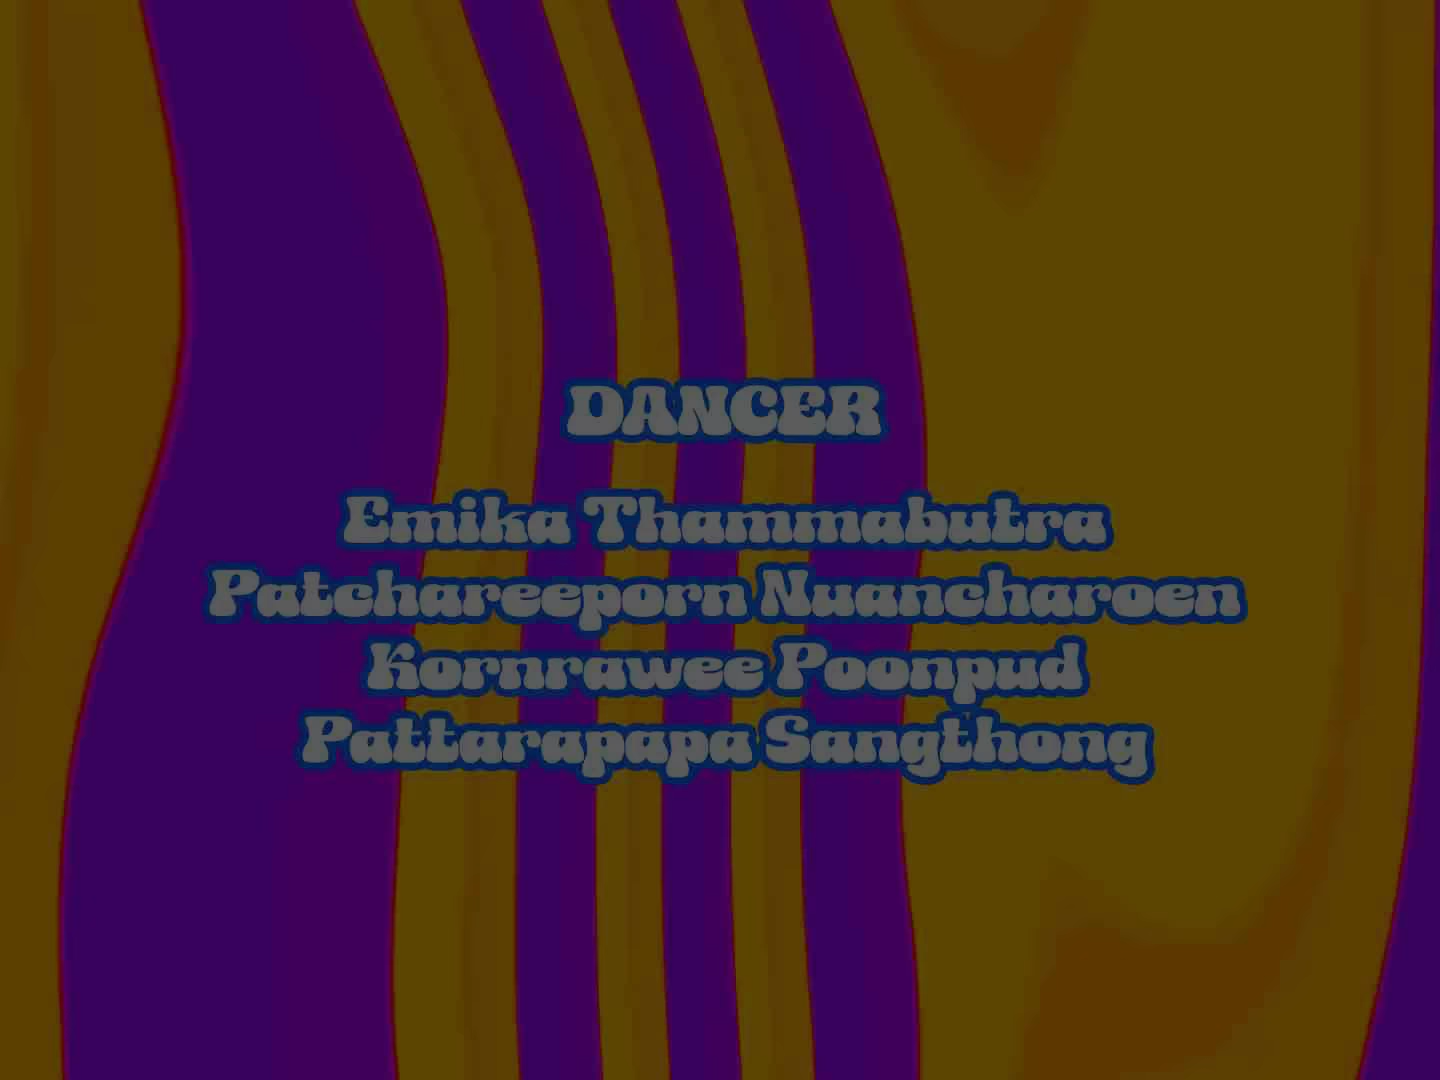 DANCER
Emika Thammabutra
Patchareeporn Nuancharoen
Kornrawee Poonpud
Pattarapapa Sangthong